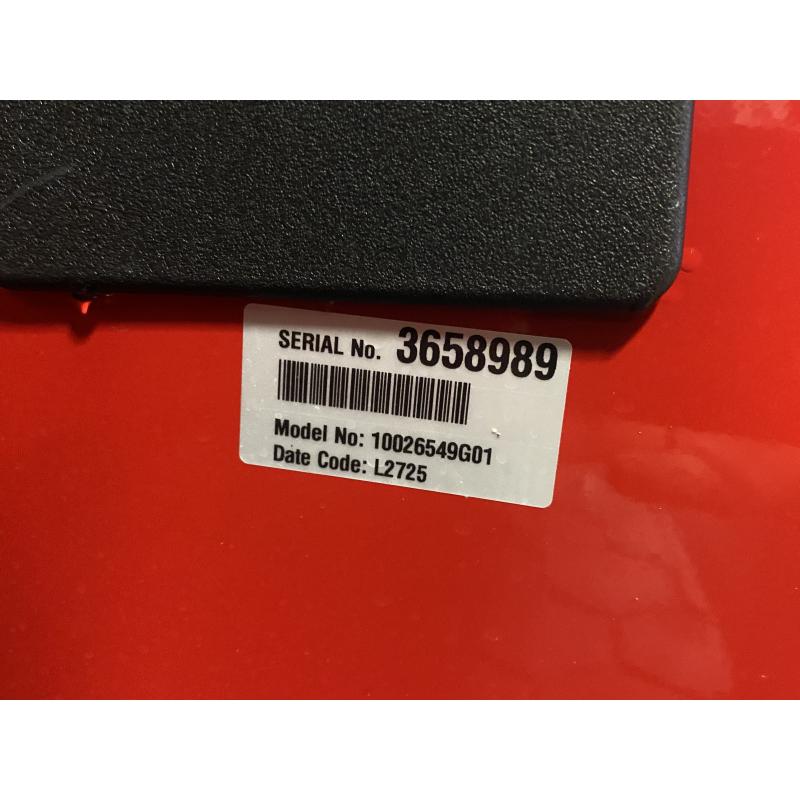 SERIAL No. 3658989
Model No: 10026549G01
Date Code: L2725